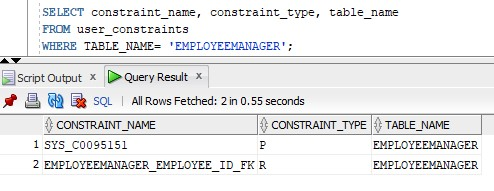 SELECT constraint_name, constraint_type, table_name
FROM user_constraints
WHERE TABLE_NAME= 'EMPLOYEEMANAGER';
Script Output x Query Result x
SQL | All Rows Fetched: 2 in 0.55 seconds
CONSTRAINT_NAME CONSTRAINT_TYPE TABLE_NAME
1 SYS_C0095151 P EMPLOYEEMANAGER
2 EMPLOYEEMANAGER_EMPLOYEE_ID_FK R EMPLOYEEMANAGER